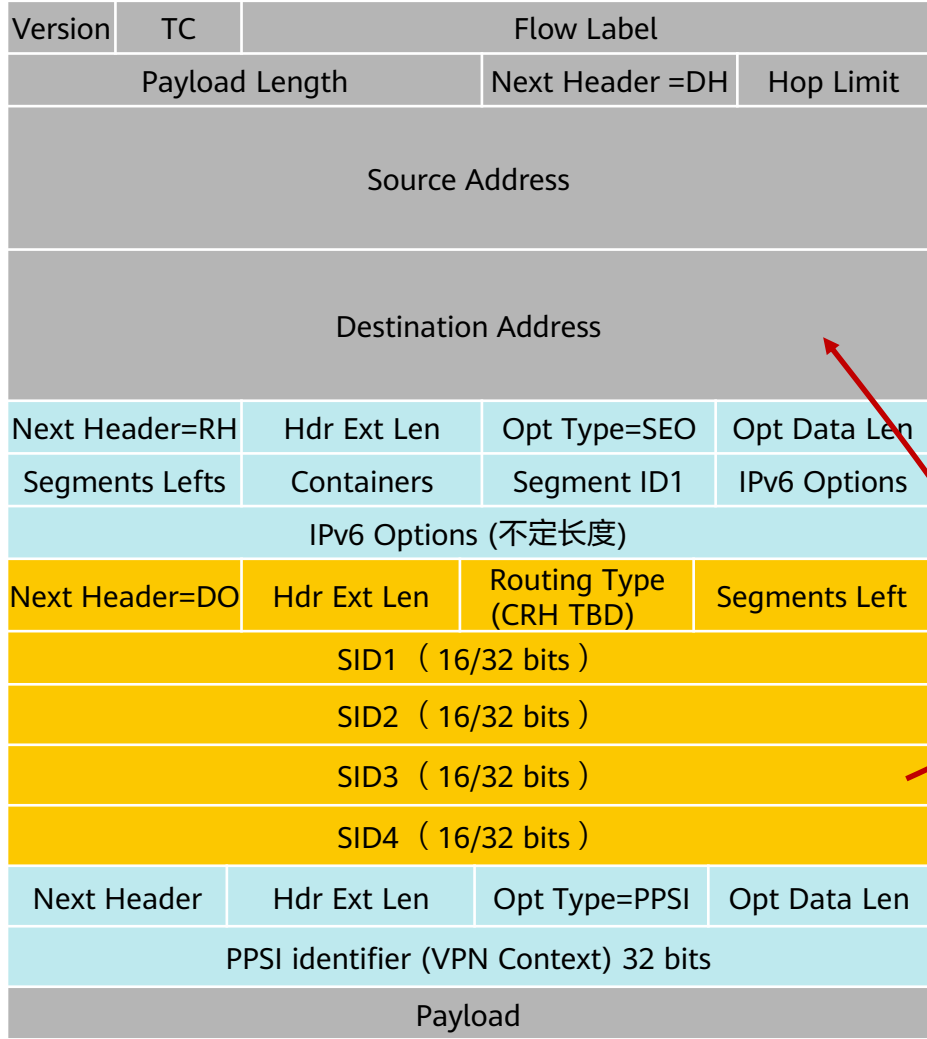 Version TC Flow Label
Payload Length Next Header =DH Hop Limit
Source Address
Destination Address
Next Header=RH Hdr Ext Len Opt Type=SEO Opt Data Len
Segments Lefts Containers Segment ID1 IPv6 Options
IPv6 Options (不定长度)
Next Header=DO Hdr Ext Len Routing Type (CRH TBD) Segments Left
SID1 （16/32 bits）
SID2 （16/32 bits）
SID3 （16/32 bits）
SID4 （16/32 bits）
Next Header Hdr Ext Len Opt Type=PPSI Opt Data Len
PPSI identifier (VPN Context) 32 bits
Payload